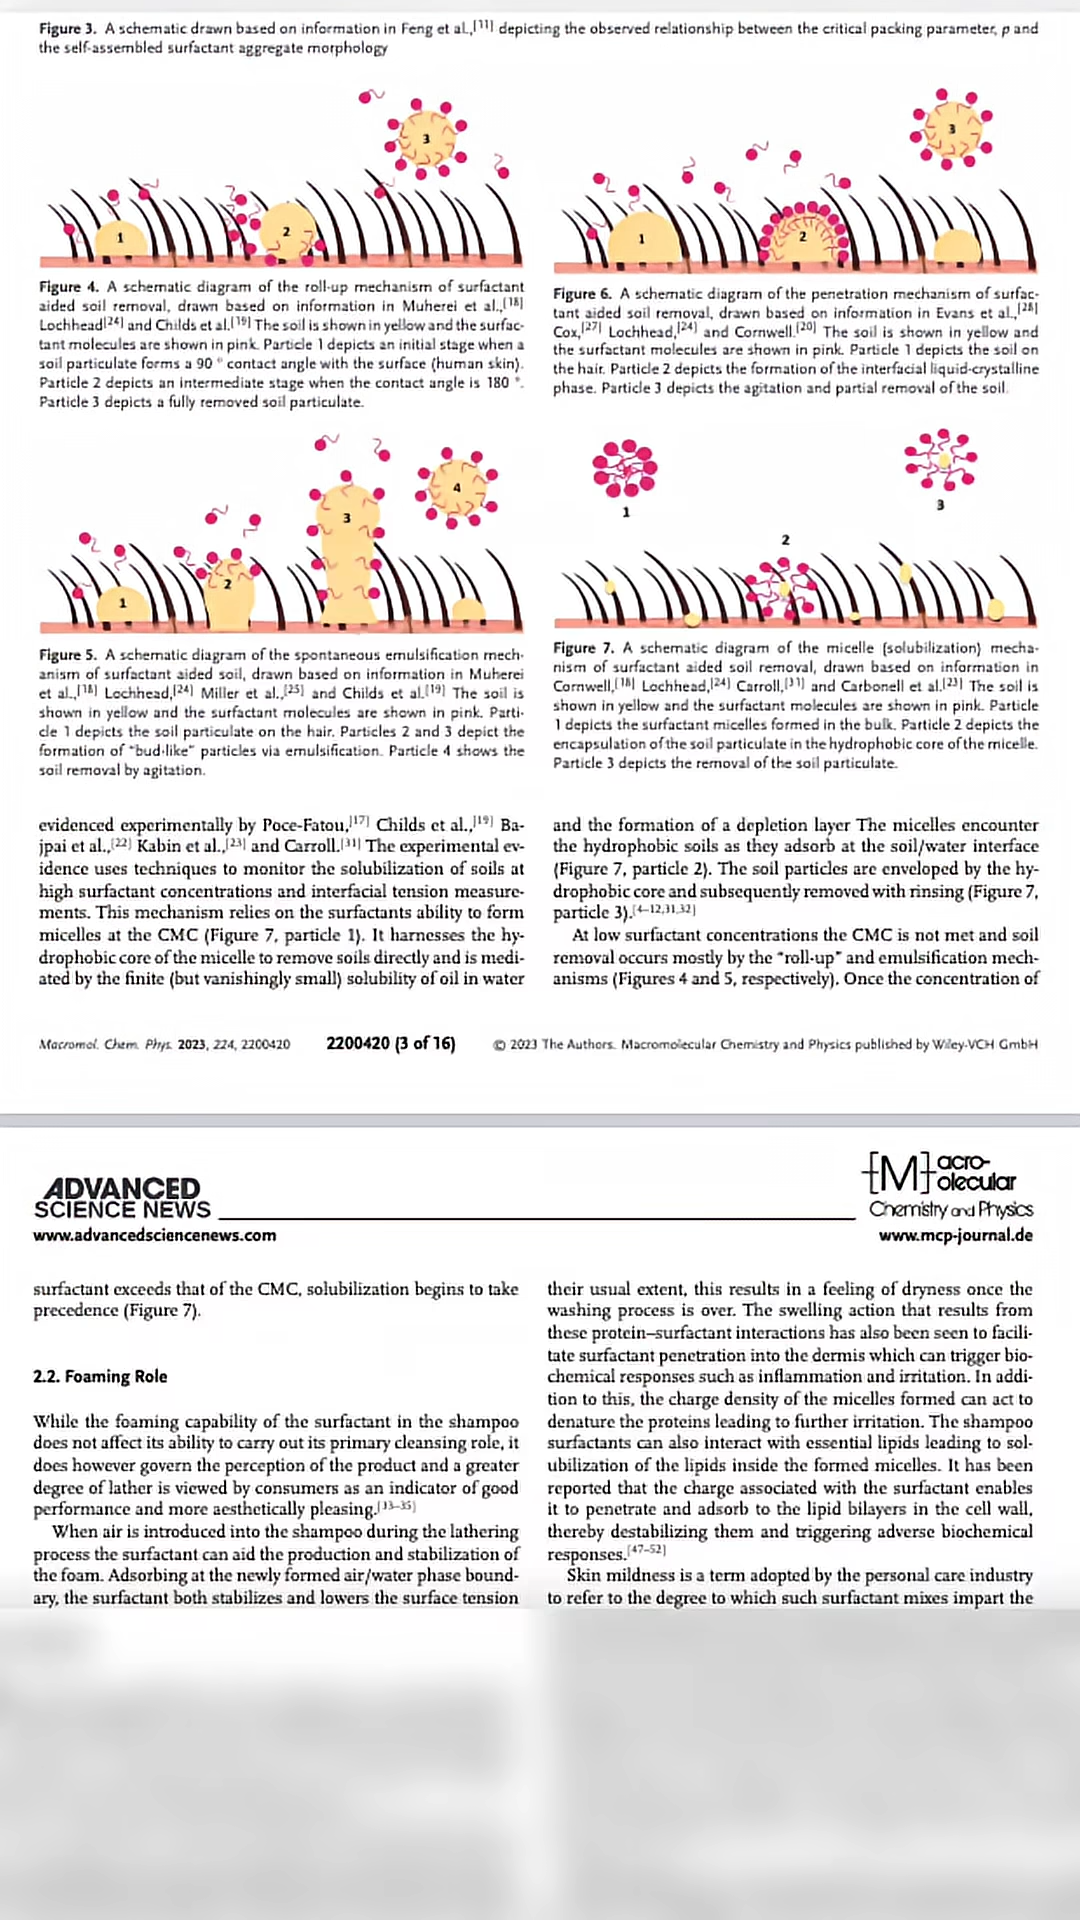 Figure 3. A schematic drawn based on information in Feng et al.,[11] depicting the observed relationship between the critical packing parameter, p and
the self-assembled surfactant aggregate morphology
1
2
3
Figure 4. A schematic diagram of the roll-up mechanism of surfactant
aided soil removal, drawn based on information in Muherei et al.,[18]
Lochhead[24] and Childs et al.[19] The soil is shown in yellow and the surfac-
tant molecules are shown in pink. Particle 1 depicts an initial stage when a
soil particulate forms a 90 ° contact angle with the surface (human skin).
Particle 2 depicts an intermediate stage when the contact angle is 180 °.
Particle 3 depicts a fully removed soil particulate.
1
2
3
4
Figure 5. A schematic diagram of the spontaneous emulsification mech-
anism of surfactant aided soil, drawn based on information in Muherei
et al.,[18] Lochhead,[24] Miller et al.,[25] and Childs et al.[19] The soil is
shown in yellow and the surfactant molecules are shown in pink. Parti-
cle 1 depicts the soil particulate on the hair. Particles 2 and 3 depict the
formation of “bud-like” particles via emulsification. Particle 4 shows the
soil removal by agitation.
1
2
3
Figure 6. A schematic diagram of the penetration mechanism of surfac-
tant aided soil removal, drawn based on information in Evans et al.,[28]
Cox,[27] Lochhead,[24] and Cornwell.[20] The soil is shown in yellow and
the surfactant molecules are shown in pink. Particle 1 depicts the soil on
the hair. Particle 2 depicts the formation of the interfacial liquid-crystalline
phase. Particle 3 depicts the agitation and partial removal of the soil.
1
2
3
Figure 7. A schematic diagram of the micelle (solubilization) mecha-
nism of surfactant aided soil removal, drawn based on information in
Cornwell,[18] Lochhead,[24] Carroll,[31] and Carbonell et al.[23] The soil is
shown in yellow and the surfactant molecules are shown in pink. Particle
1 depicts the surfactant micelles formed in the bulk. Particle 2 depicts the
encapsulation of the soil particulate in the hydrophobic core of the micelle.
Particle 3 depicts the removal of the soil particulate.
evidenced experimentally by Poce-Fatou,[17] Childs et al.,[19] Ba-
jpai et al.,[22] Kabin et al.,[23] and Carroll.[31] The experimental ev-
idence uses techniques to monitor the solubilization of soils at
high surfactant concentrations and interfacial tension measure-
ments. This mechanism relies on the surfactants ability to form
micelles at the CMC (Figure 7, particle 1). It harnesses the hy-
drophobic core of the micelle to remove soils directly and is medi-
ated by the finite (but vanishingly small) solubility of oil in water
and the formation of a depletion layer The micelles encounter
the hydrophobic soils as they adsorb at the soil/water interface
(Figure 7, particle 2). The soil particles are enveloped by the hy-
drophobic core and subsequently removed with rinsing (Figure 7,
particle 3).[4–12,31,32]
At low surfactant concentrations the CMC is not met and soil
removal occurs mostly by the “roll-up” and emulsification mech-
anisms (Figures 4 and 5, respectively). Once the concentration of
Macromol. Chem. Phys. 2023, 224, 2200420
2200420 (3 of 16)
© 2023 The Authors. Macromolecular Chemistry and Physics published by Wiley-VCH GmbH
ADVANCED
SCIENCE NEWS
www.advancedsciencenews.com
[M]acro-
olecular
Chemistry and Physics
www.mcp-journal.de
surfactant exceeds that of the CMC, solubilization begins to take
precedence (Figure 7).
2.2. Foaming Role
While the foaming capability of the surfactant in the shampoo
does not affect its ability to carry out its primary cleansing role, it
does however govern the perception of the product and a greater
degree of lather is viewed by consumers as an indicator of good
performance and more aesthetically pleasing.[33–35]
When air is introduced into the shampoo during the lathering
process the surfactant can aid the production and stabilization of
the foam. Adsorbing at the newly formed air/water phase bound-
ary, the surfactant both stabilizes and lowers the surface tension
their usual extent, this results in a feeling of dryness once the
washing process is over. The swelling action that results from
these protein–surfactant interactions has also been seen to facili-
tate surfactant penetration into the dermis which can trigger bio-
chemical responses such as inflammation and irritation. In addi-
tion to this, the charge density of the micelles formed can act to
denature the proteins leading to further irritation. The shampoo
surfactants can also interact with essential lipids leading to sol-
ubilization of the lipids inside the formed micelles. It has been
reported that the charge associated with the surfactant enables
it to penetrate and adsorb to the lipid bilayers in the cell wall,
thereby destabilizing them and triggering adverse biochemical
responses.[47–52]
Skin mildness is a term adopted by the personal care industry
to refer to the degree to which such surfactant mixes impart the